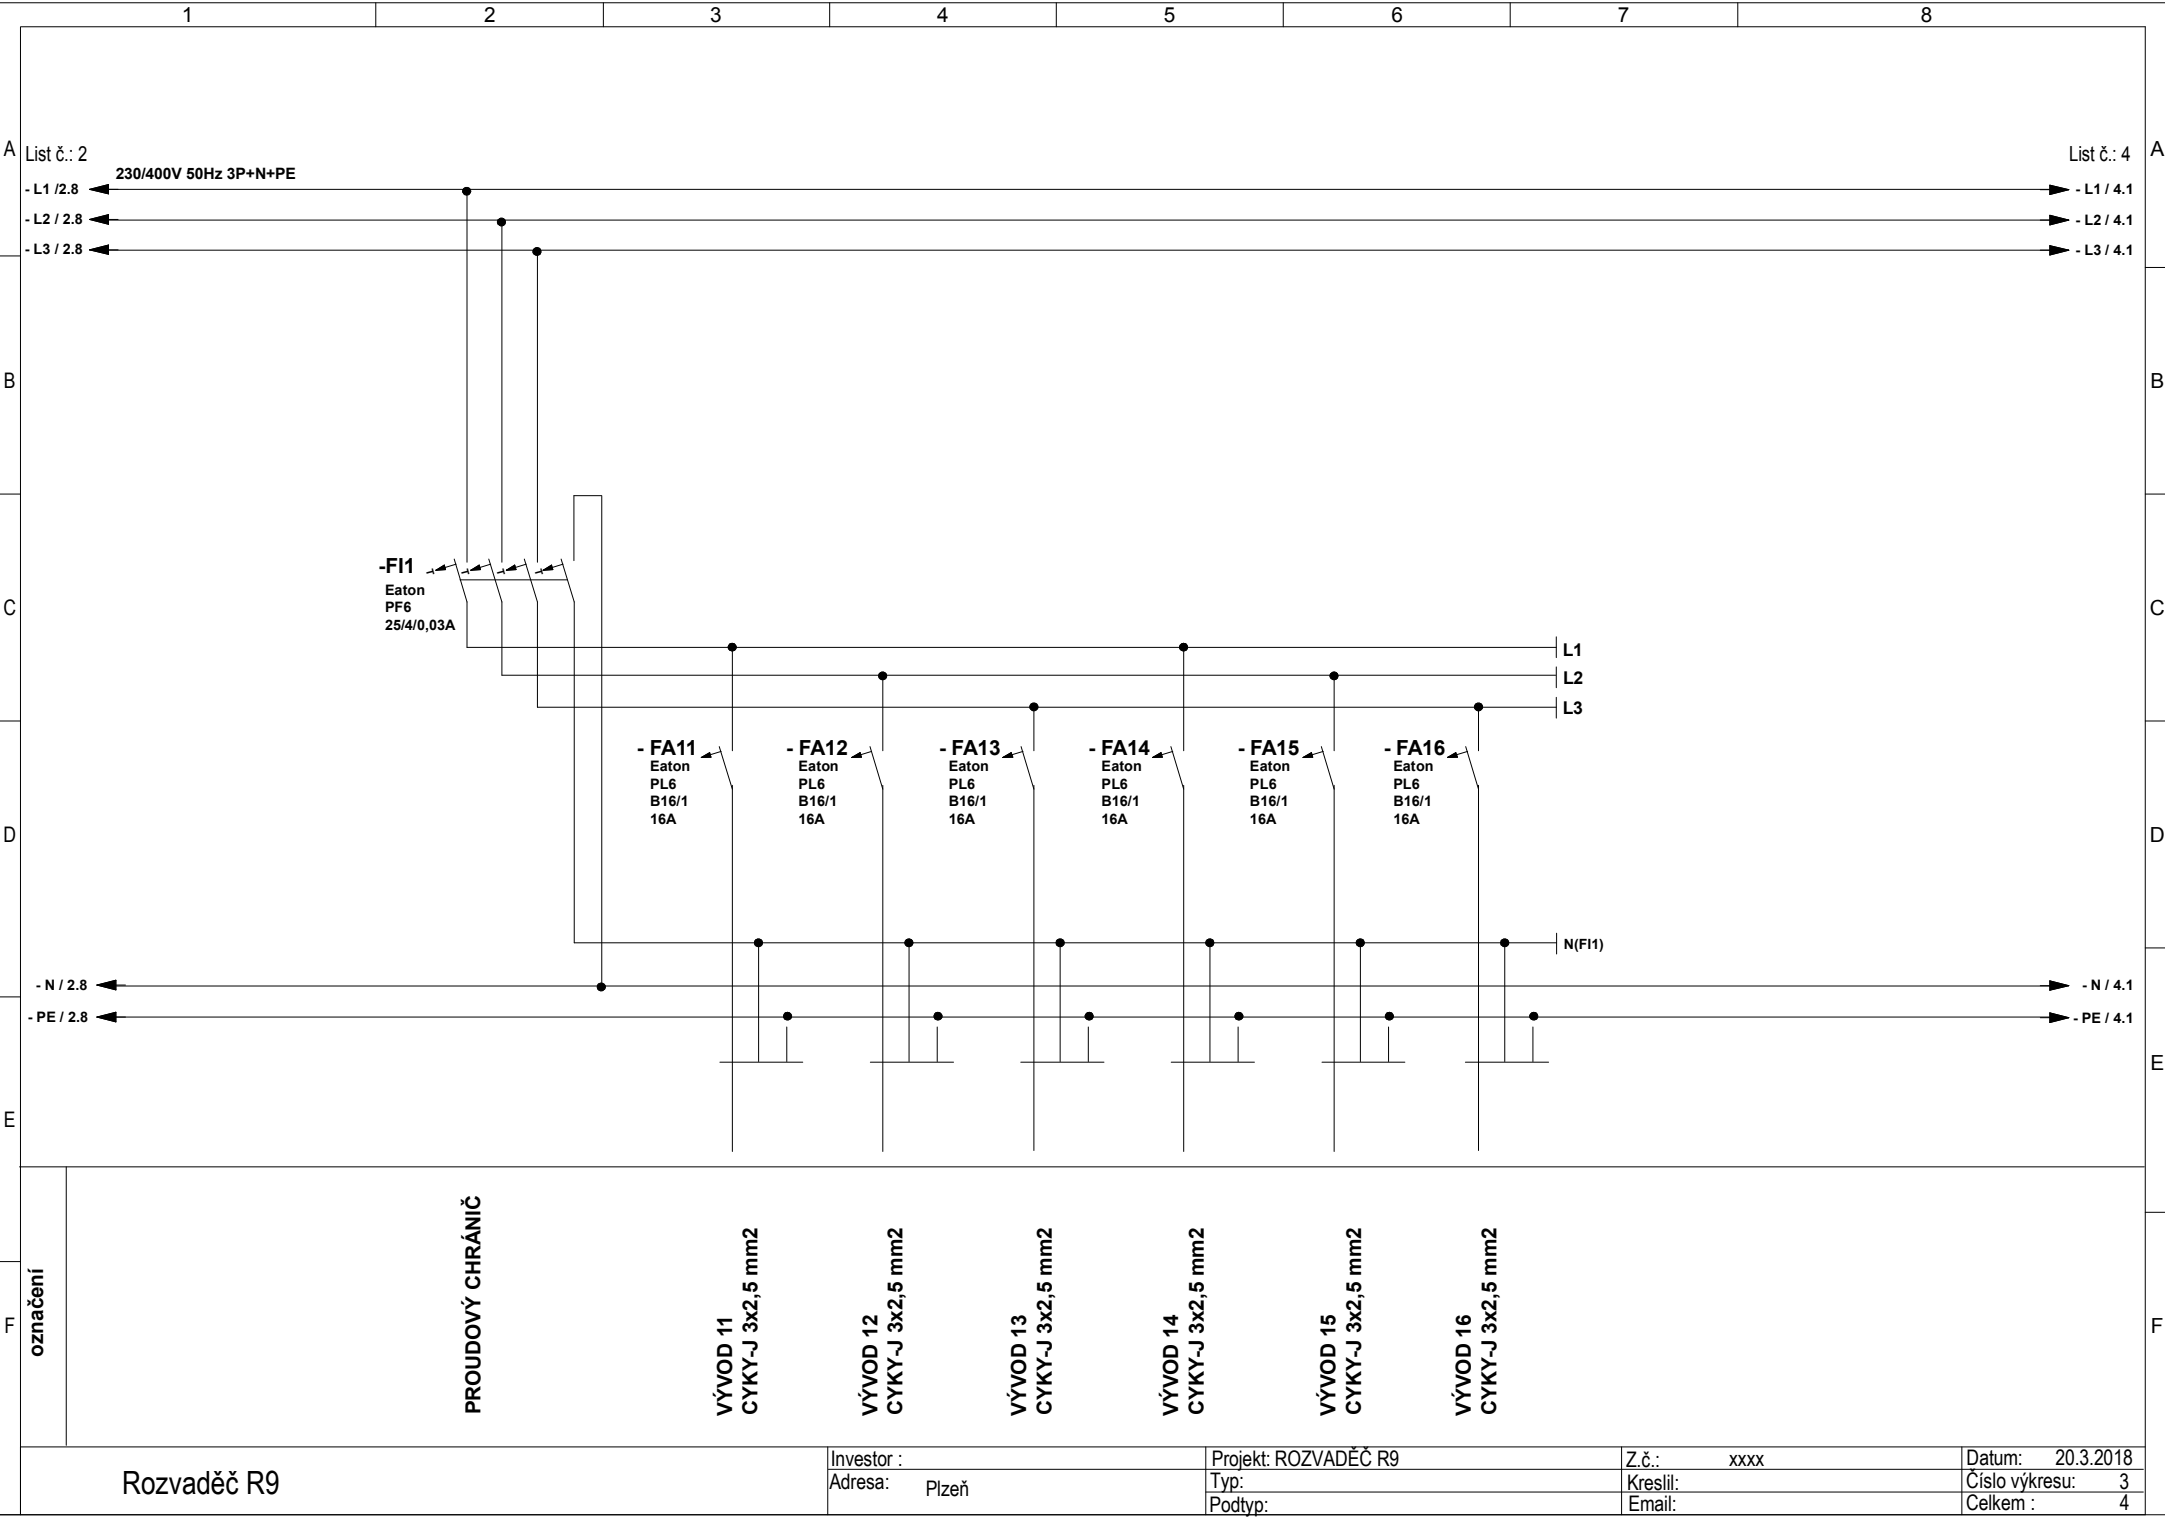 1 2 3 4 5 6 7 8
A List č.: 2 List č.: 4 A
230/400V 50Hz 3P+N+PE
- L1 /2.8 - L1 / 4.1
- L2 / 2.8 - L2 / 4.1
- L3 / 2.8 - L3 / 4.1
B B
-FI1
Eaton
PF6
25/4/0,03A
C C
L1
L2
L3
- FA11
Eaton
PL6
B16/1
16A
- FA12
Eaton
PL6
B16/1
16A
- FA13
Eaton
PL6
B16/1
16A
- FA14
Eaton
PL6
B16/1
16A
- FA15
Eaton
PL6
B16/1
16A
- FA16
Eaton
PL6
B16/1
16A
D D
N(FI1)
- N / 2.8 - N / 4.1
- PE / 2.8 - PE / 4.1
E E
označení
PROUDOVÝ CHRÁNIČ
VÝVOD 11
CYKY-J 3x2,5 mm2
VÝVOD 12
CYKY-J 3x2,5 mm2
VÝVOD 13
CYKY-J 3x2,5 mm2
VÝVOD 14
CYKY-J 3x2,5 mm2
VÝVOD 15
CYKY-J 3x2,5 mm2
VÝVOD 16
CYKY-J 3x2,5 mm2
F F
Rozvaděč R9
Investor :
Adresa: Plzeň
Projekt: ROZVADĚČ R9
Typ:
Podtyp:
Z.č.: xxxx
Kreslil:
Email:
Datum: 20.3.2018
Číslo výkresu: 3
Celkem : 4